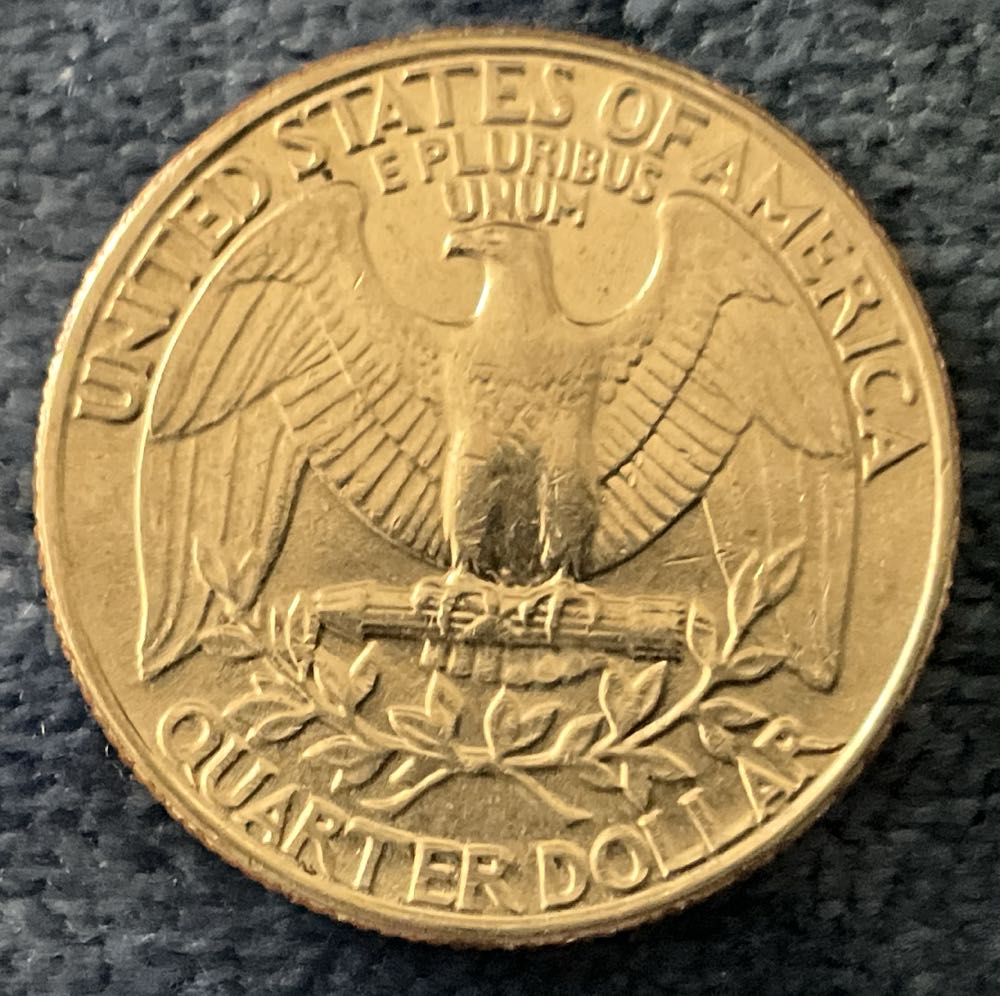 UNITED STATES OF AMERICA
E PLURIBUS
UNUM
QUARTER DOLLAR